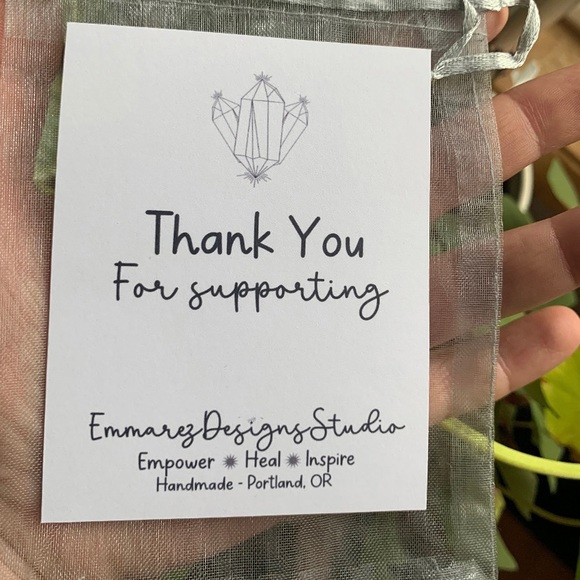 Thank You
For supporting
EmmarezDesignsStudio
Empower ✷ Heal ✷ Inspire
Handmade - Portland, OR